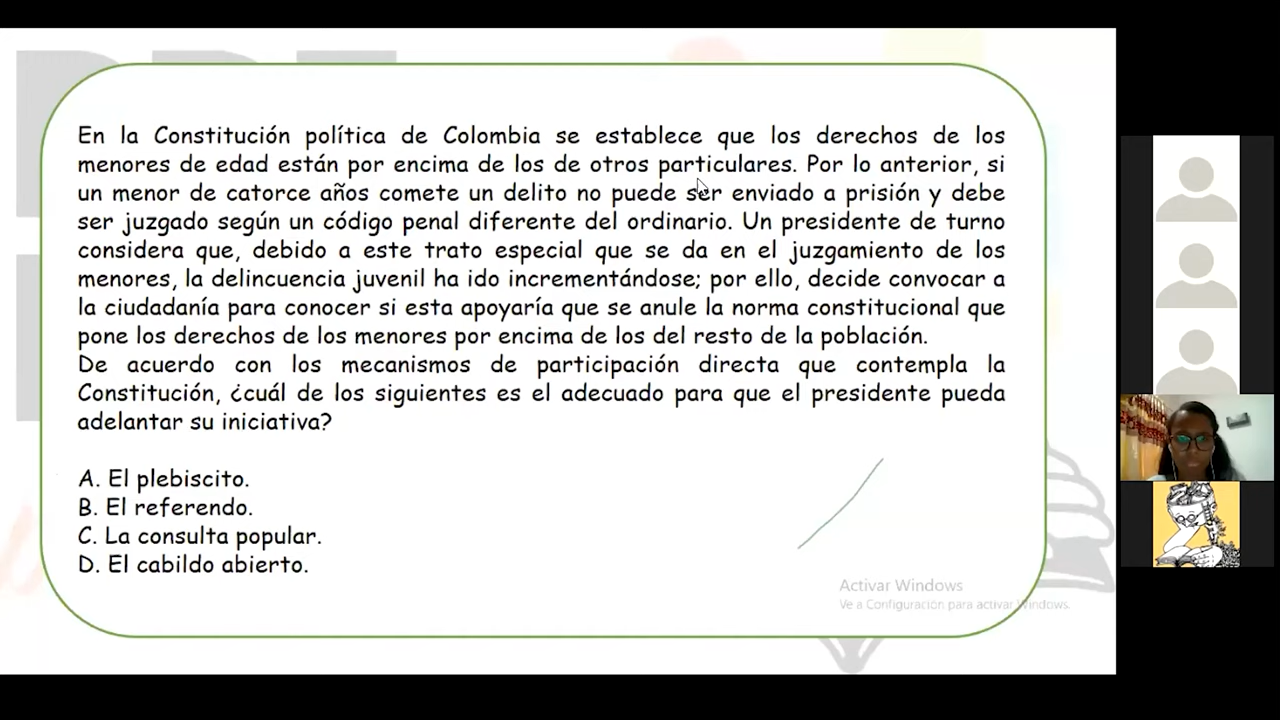 En la Constitución política de Colombia se establece que los derechos de los
menores de edad están por encima de los de otros particulares. Por lo anterior, si
un menor de catorce años comete un delito no puede ser enviado a prisión y debe
ser juzgado según un código penal diferente del ordinario. Un presidente de turno
considera que, debido a este trato especial que se da en el juzgamiento de los
menores, la delincuencia juvenil ha ido incrementándose; por ello, decide convocar a
la ciudadanía para conocer si esta apoyaría que se anule la norma constitucional que
pone los derechos de los menores por encima de los del resto de la población.
De acuerdo con los mecanismos de participación directa que contempla la
Constitución, ¿cuál de los siguientes es el adecuado para que el presidente pueda
adelantar su iniciativa?
A. El plebiscito.
B. El referendo.
C. La consulta popular.
D. El cabildo abierto.
Activar Windows
Ve a Configuración para activar Windows.